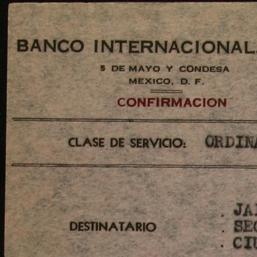 BANCO INTERNACIONAL
5 DE MAYO Y CONDESA
MEXICO, D. F.
CONFIRMACION
CLASE DE SERVICIO:
DESTINATARIO